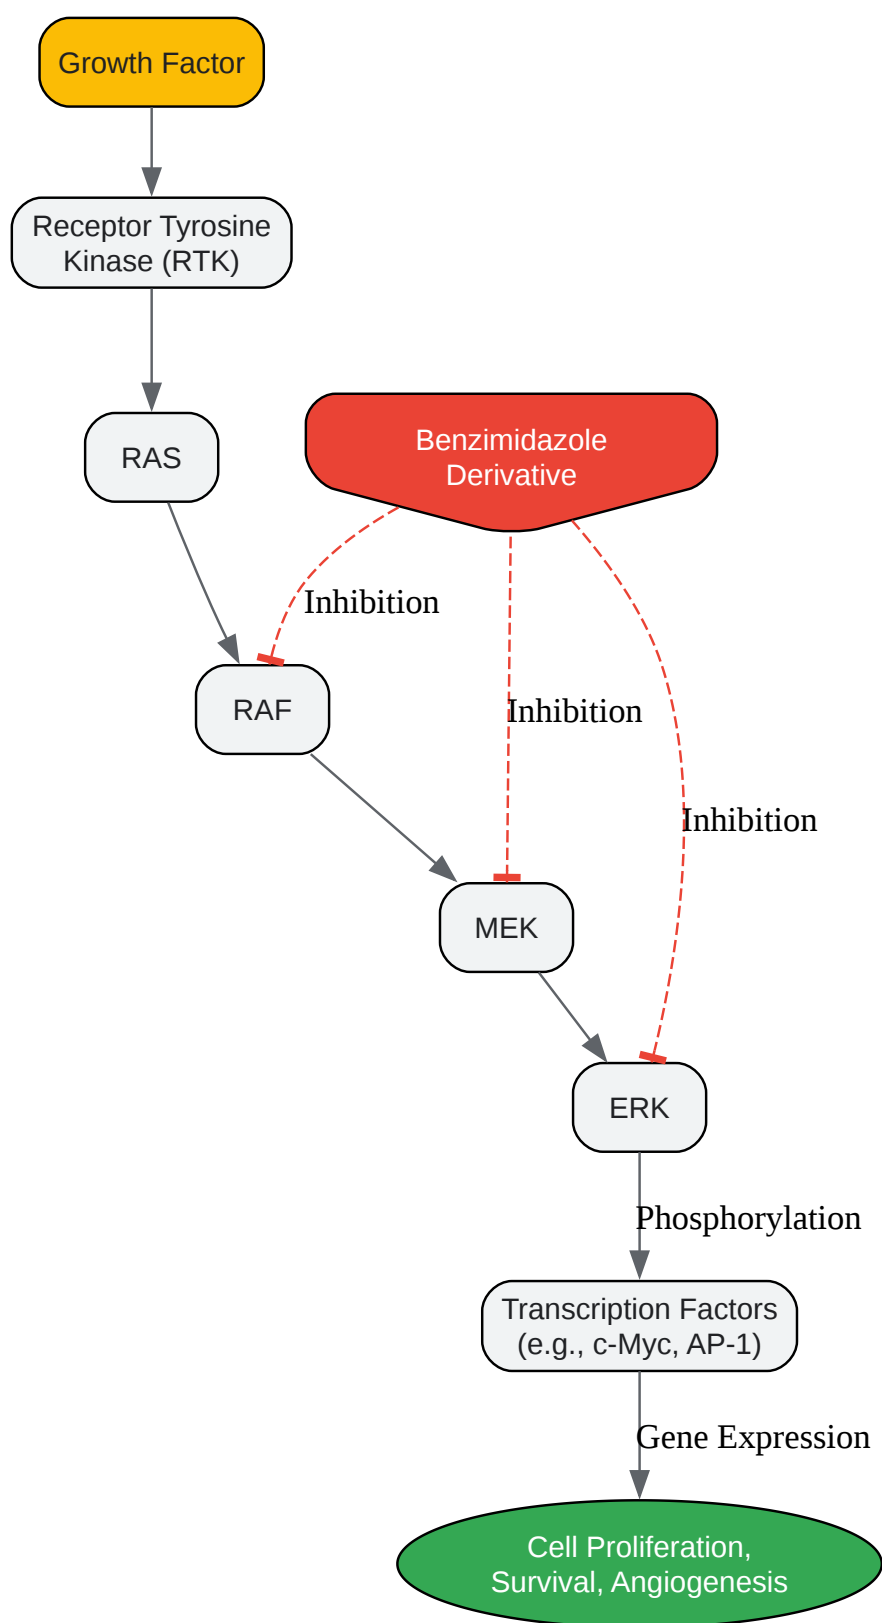 Growth Factor
Receptor Tyrosine
Kinase (RTK)
RAS
Benzimidazole
Derivative
Inhibition
RAF
Inhibition
Inhibition
MEK
ERK
Phosphorylation
Transcription Factors
(e.g., c-Myc, AP-1)
Gene Expression
Cell Proliferation,
Survival, Angiogenesis